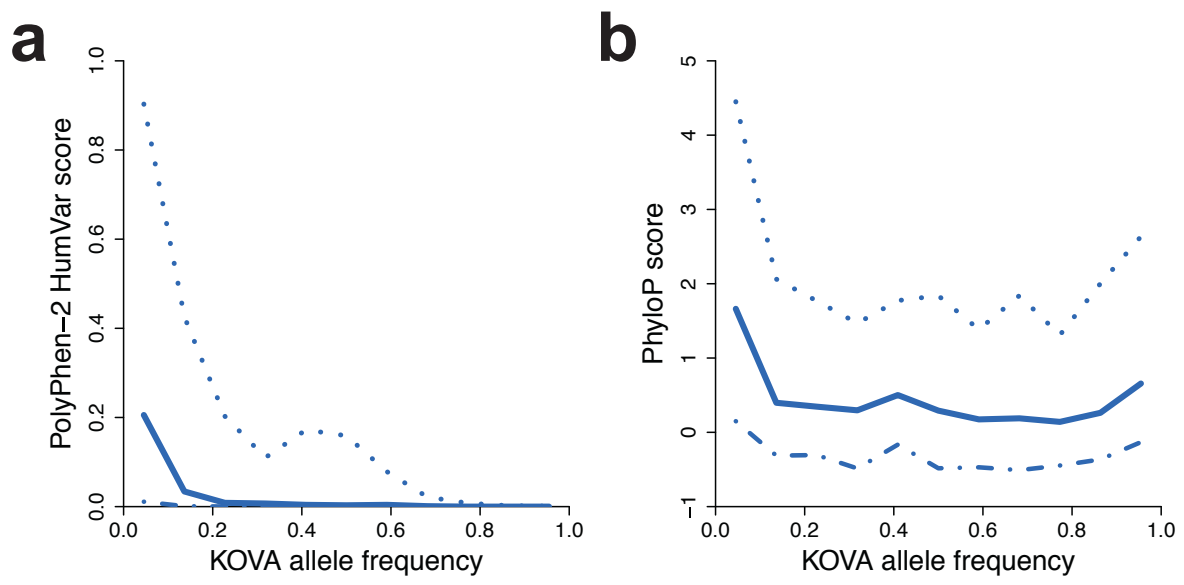 a
PolyPhen−2 HumVar score
1.0
0.8
0.6
0.4
0.2
0.0
0.0 0.2 0.4 0.6 0.8 1.0
KOVA allele frequency
b
PhyloP score
5
4
3
2
1
0
−1
0.0 0.2 0.4 0.6 0.8 1.0
KOVA allele frequency